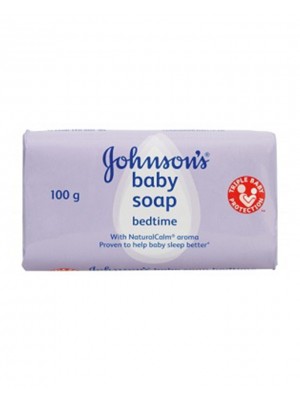 Johnson's®
baby
soap
bedtime
100 g
With NaturalCalm® aroma
Proven to help baby sleep better*
TRIPLE BABY
PROTECTION